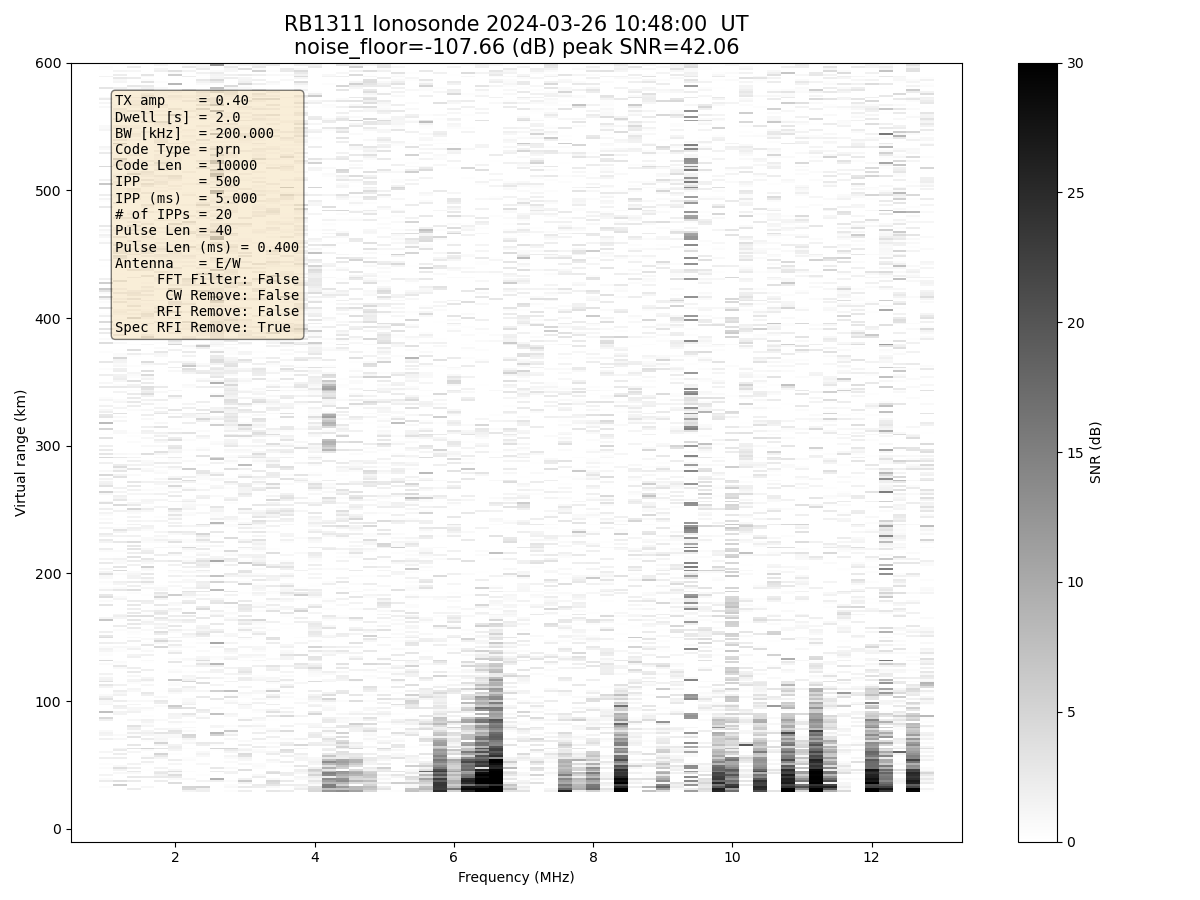 RB1311 Ionosonde 2024-03-26 10:48:00  UT
noise_floor=-107.66 (dB) peak SNR=42.06
TX amp    = 0.40
Dwell [s] = 2.0
BW [kHz]  = 200.000
Code Type = prn
Code Len  = 10000
IPP       = 500
IPP (ms)  = 5.000
# of IPPs = 20
Pulse Len = 40
Pulse Len (ms) = 0.400
Antenna   = E/W
FFT Filter: False
CW Remove: False
RFI Remove: False
Spec RFI Remove: True
Virtual range (km)
600
500
400
300
200
100
0
2
4
6
8
10
12
Frequency (MHz)
30
25
20
15
10
5
0
SNR (dB)